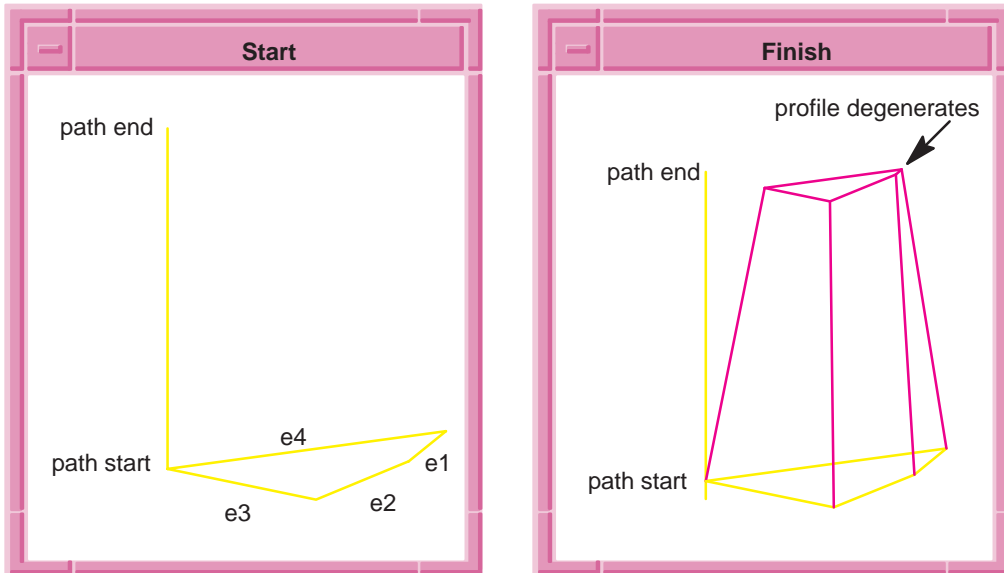 Start
path end
path start
e4
e1
e2
e3
Finish
profile degenerates
path end
path start